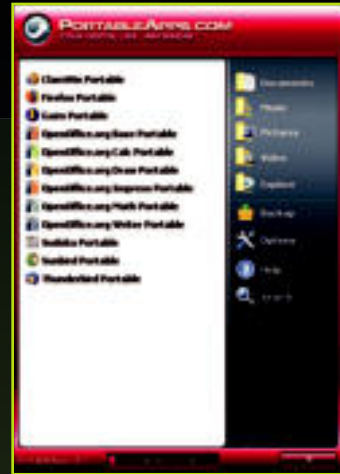 PORTABLEAPPS.COM
ClamWin Portable
Firefox Portable
Gaim Portable
OpenOffice.org Base Portable
OpenOffice.org Calc Portable
OpenOffice.org Draw Portable
OpenOffice.org Impress Portable
OpenOffice.org Math Portable
OpenOffice.org Writer Portable
Sudoku Portable
Sunbird Portable
Thunderbird Portable
Documents
Music
Pictures
Video
Explore
Backup
Options
Help